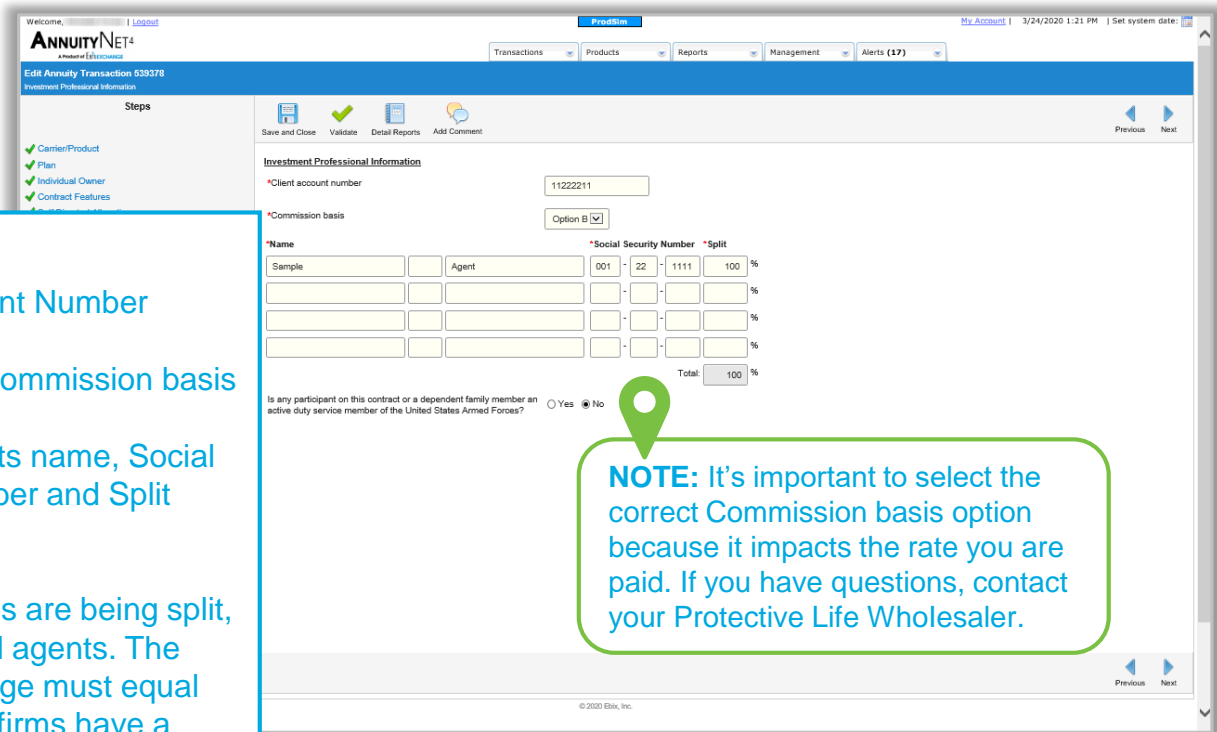 Welcome, | Logout
ProdSim
My Account | 3/24/2020 1:21 PM | Set system date:
ANNUITYNET4
A Product of EbixEXCHANGE
Transactions Products Reports Management Alerts (17)
Edit Annuity Transaction 539378
Investment Professional Information
Steps
Save and Close Validate Detail Reports Add Comment
Previous Next
Carrier/Product
Plan
Individual Owner
Contract Features
Investment Professional Information
*Client account number 11222211
*Commission basis Option B
*Name *Social Security Number *Split
Sample Agent 001 - 22 - 1111 100 %
- - %
- - %
- - %
Total: 100 %
Is any participant on this contract or a dependent family member an
active duty service member of the United States Armed Forces?
Yes No
nt Number
ommission basis
ts name, Social
ber and Split
s are being split,
l agents. The
ge must equal
firms have a
NOTE: It's important to select the
correct Commission basis option
because it impacts the rate you are
paid. If you have questions, contact
your Protective Life Wholesaler.
Previous Next
© 2020 Ebix, Inc.